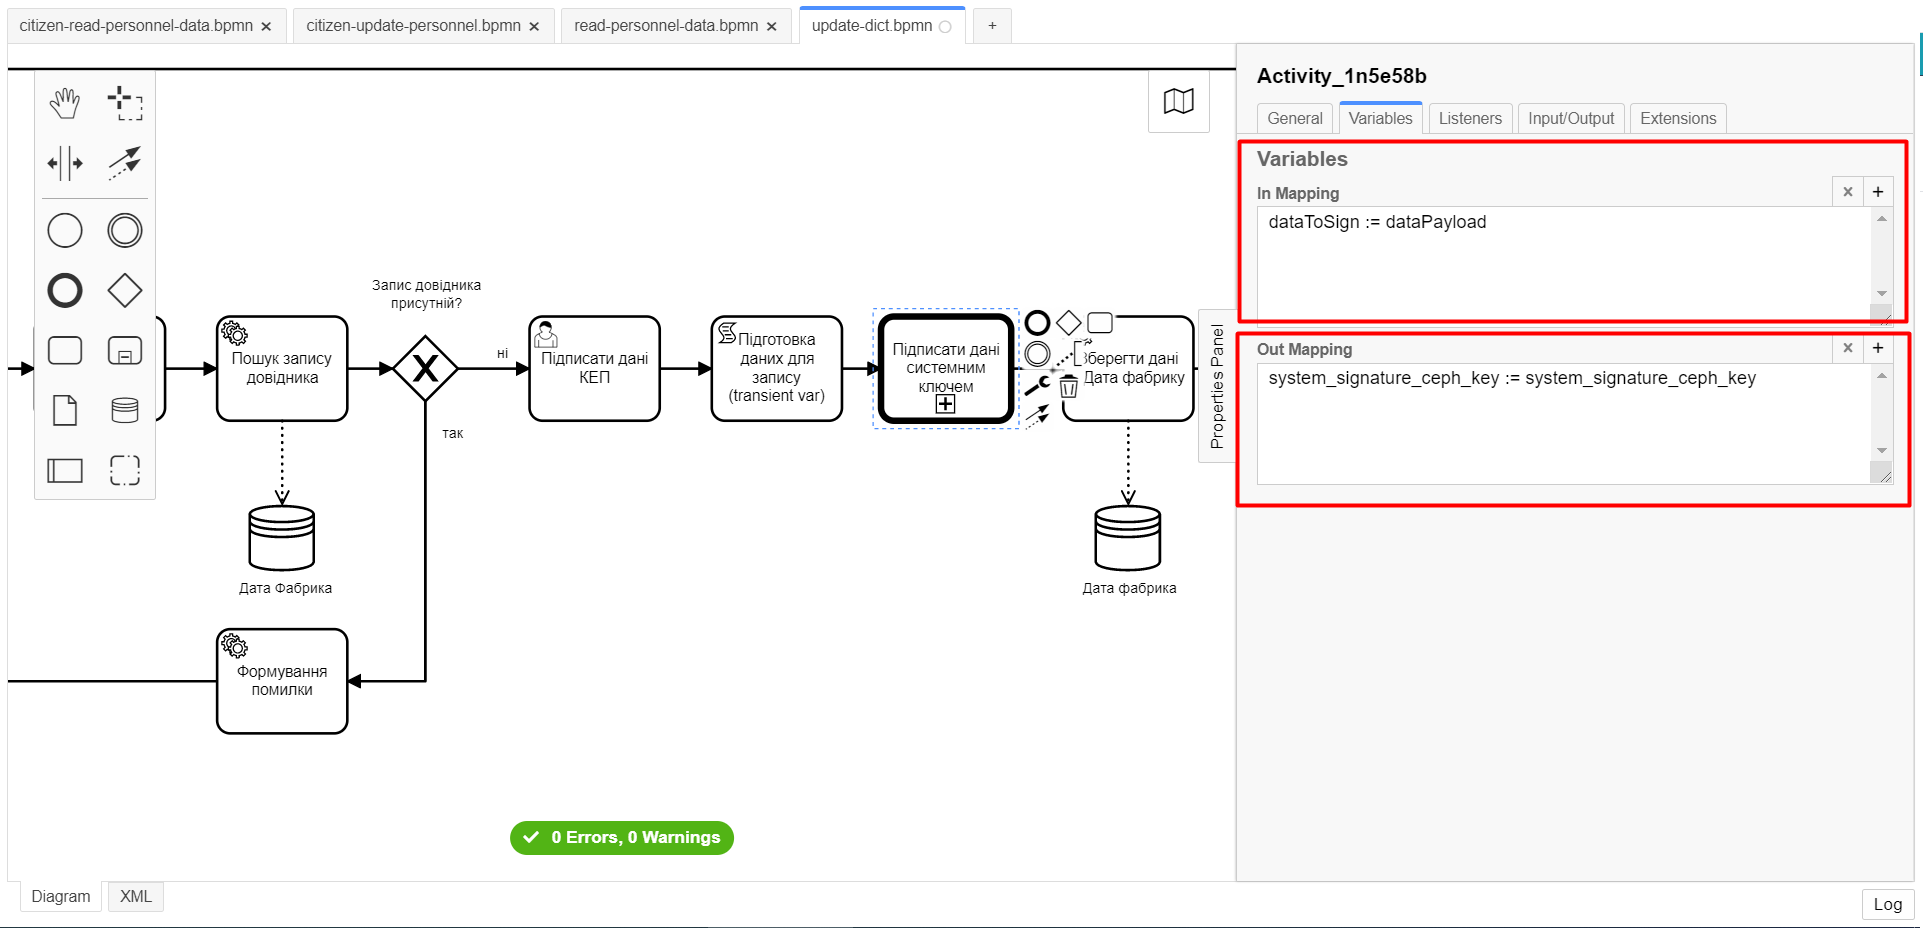 citizen-read-personnel-data.bpmn
citizen-update-personnel.bpmn
read-personnel-data.bpmn
update-dict.bpmn
+
Activity_1n5e58b
General
Variables
Listeners
Input/Output
Extensions
Variables
In Mapping
dataToSign := dataPayload
Out Mapping
system_signature_ceph_key := system_signature_ceph_key
Properties Panel
Запис довідника
присутній?
Пошук запису
довідника
ні
так
Підписати дані
КЕП
Підготовка
даних для
запису
(transient var)
Підписати дані
системним
ключем
берегти дані
Дата фабрику
Дата Фабрика
Дата фабрика
Формування
помилки
0 Errors, 0 Warnings
Diagram
XML
Log